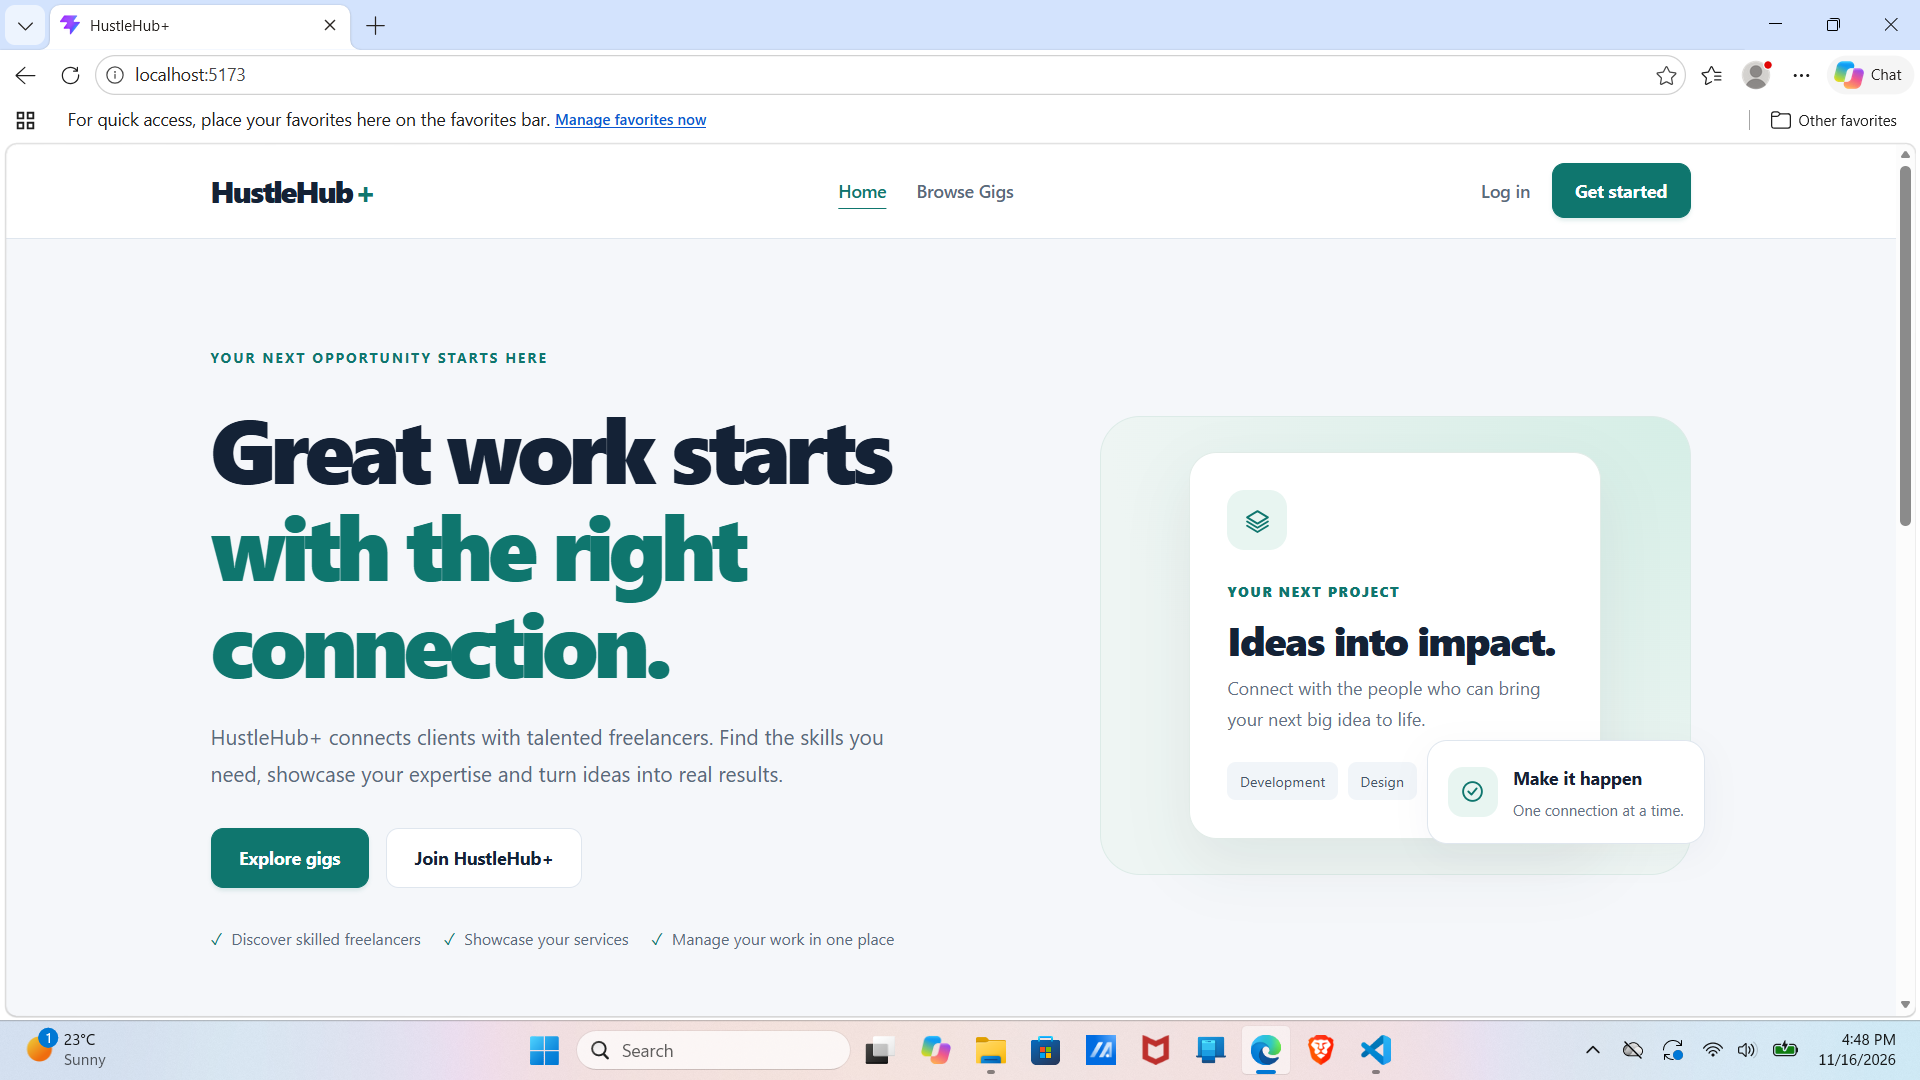 HustleHub+
localhost:5173
Chat
For quick access, place your favorites here on the favorites bar. Manage favorites now
Other favorites
HustleHub+
Home
Browse Gigs
Log in
Get started
YOUR NEXT OPPORTUNITY STARTS HERE
Great work starts
with the right
connection.
HustleHub+ connects clients with talented freelancers. Find the skills you
need, showcase your expertise and turn ideas into real results.
Explore gigs
Join HustleHub+
✓ Discover skilled freelancers
✓ Showcase your services
✓ Manage your work in one place
YOUR NEXT PROJECT
Ideas into impact.
Connect with the people who can bring
your next big idea to life.
Development
Design
Make it happen
One connection at a time.
1
23°C
Sunny
Search
4:48 PM
11/16/2026